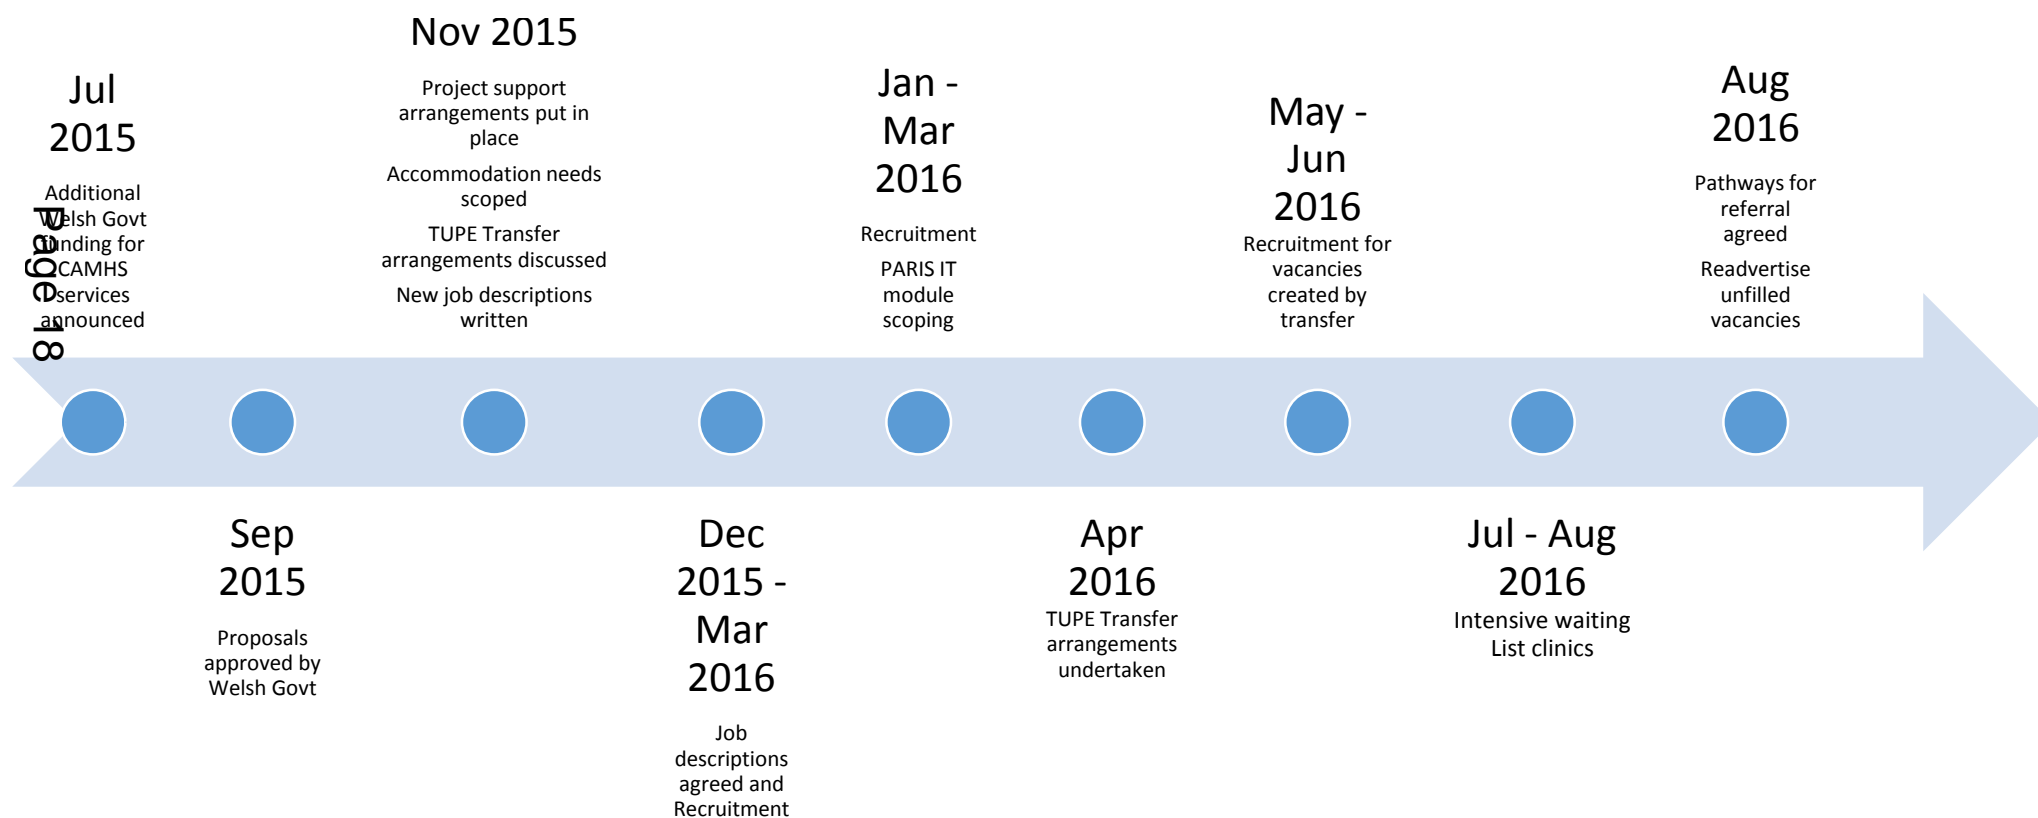 Jul
2015
Additional
Welsh Govt
funding for
CAMHS
services
announced
Page 18
Sep
2015
Proposals
approved by
Welsh Govt
Nov 2015
Project support
arrangements put in
place
Accommodation needs
scoped
TUPE Transfer
arrangements discussed
New job descriptions
written
Dec
2015 -
Mar
2016
Job
descriptions
agreed and
Recruitment
Jan -
Mar
2016
Recruitment
PARIS IT
module
scoping
Apr
2016
TUPE Transfer
arrangements
undertaken
May -
Jun
2016
Recruitment for
vacancies
created by
transfer
Jul - Aug
2016
Intensive waiting
List clinics
Aug
2016
Pathways for
referral
agreed
Readvertise
unfilled
vacancies